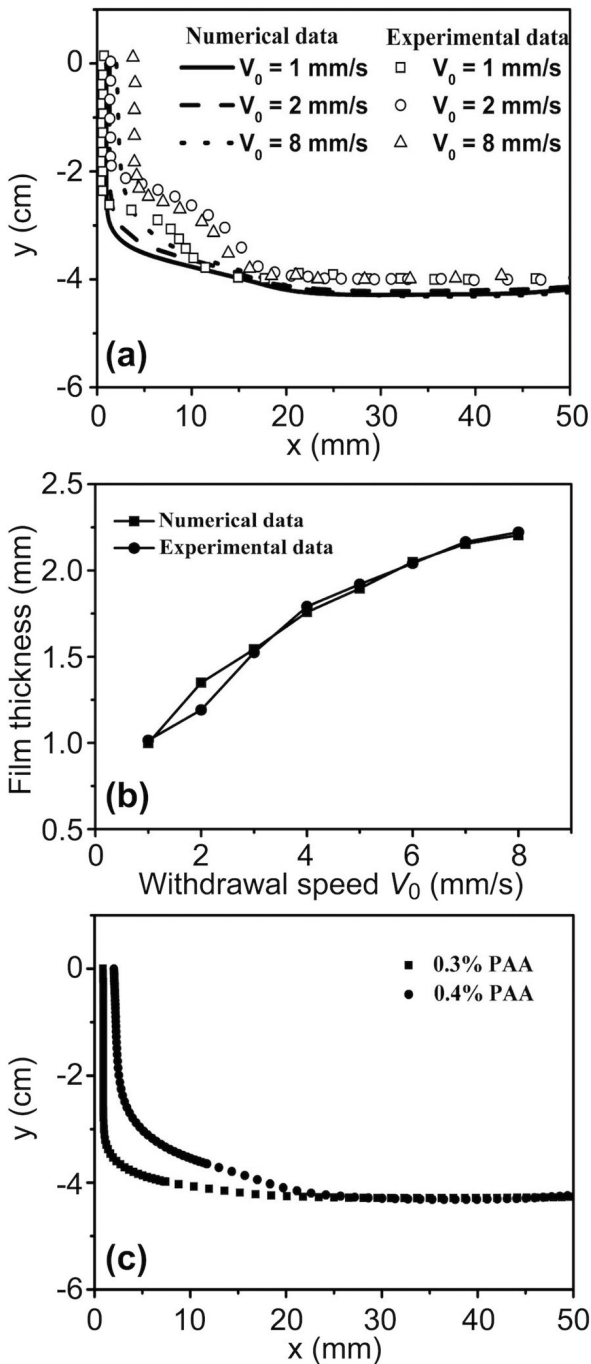 Numerical data Experimental data
V0 = 1 mm/s V0 = 1 mm/s
V0 = 2 mm/s V0 = 2 mm/s
V0 = 8 mm/s V0 = 8 mm/s
0
-2
-4
-6
y (cm)
(a)
0 10 20 30 40 50
x (mm)
2.5
2.0
1.5
1.0
0.5
Film thickness (mm)
Numerical data
Experimental data
(b)
0 2 4 6 8
Withdrawal speed V0 (mm/s)
0
-2
-4
-6
y (cm)
0.3% PAA
0.4% PAA
(c)
0 10 20 30 40 50
x (mm)